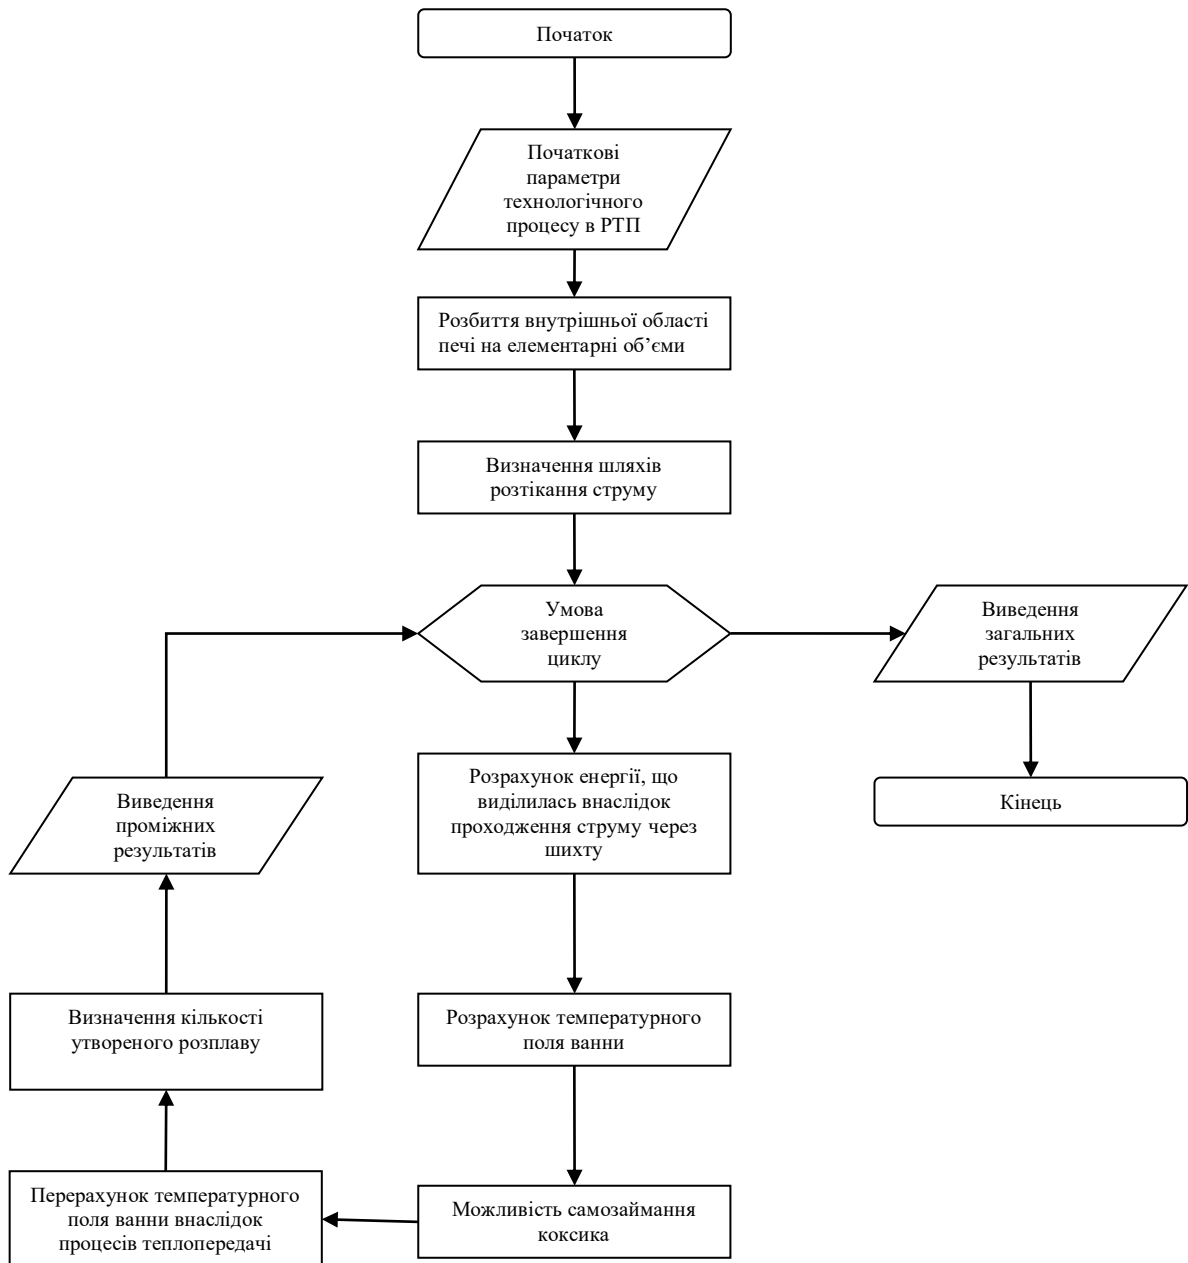 Початок
Початкові
параметри
технологічного
процесу в РТП
Розбиття внутрішньої області
печі на елементарні об’єми
Визначення шляхів
розтікання струму
Умова
завершення
циклу
Виведення
загальних
результатів
Кінець
Розрахунок енергії, що
виділилась внаслідок
проходження струму через
шихту
Розрахунок температурного
поля ванни
Можливість самозаймання
коксика
Перерахунок температурного
поля ванни внаслідок
процесів теплопередачі
Визначення кількості
утвореного розплаву
Виведення
проміжних
результатів